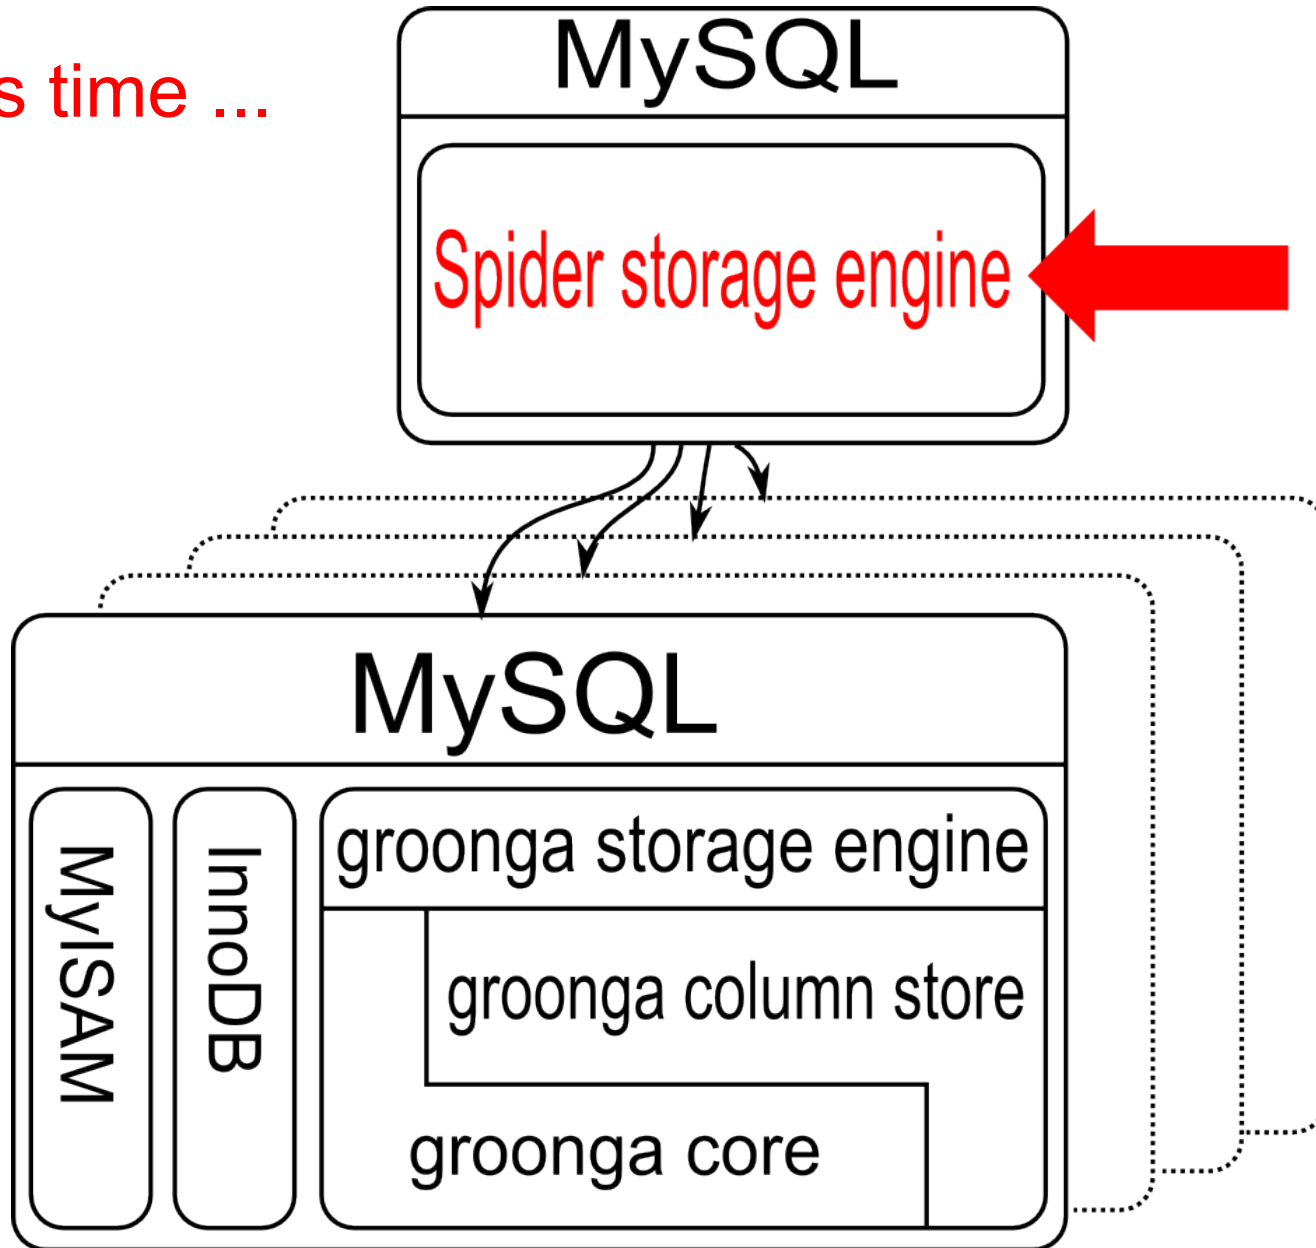 MySQL
s time ...
Spider storage engine
MySQL
MyISAM
InnoDB
groonga storage engine
groonga column store
groonga core